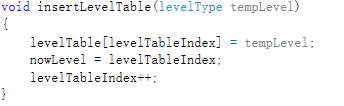 void insertLevelTable(levelType tempLevel)
{
    levelTable[levelTableIndex] = tempLevel;
    nowLevel = levelTableIndex;
    levelTableIndex++;
}